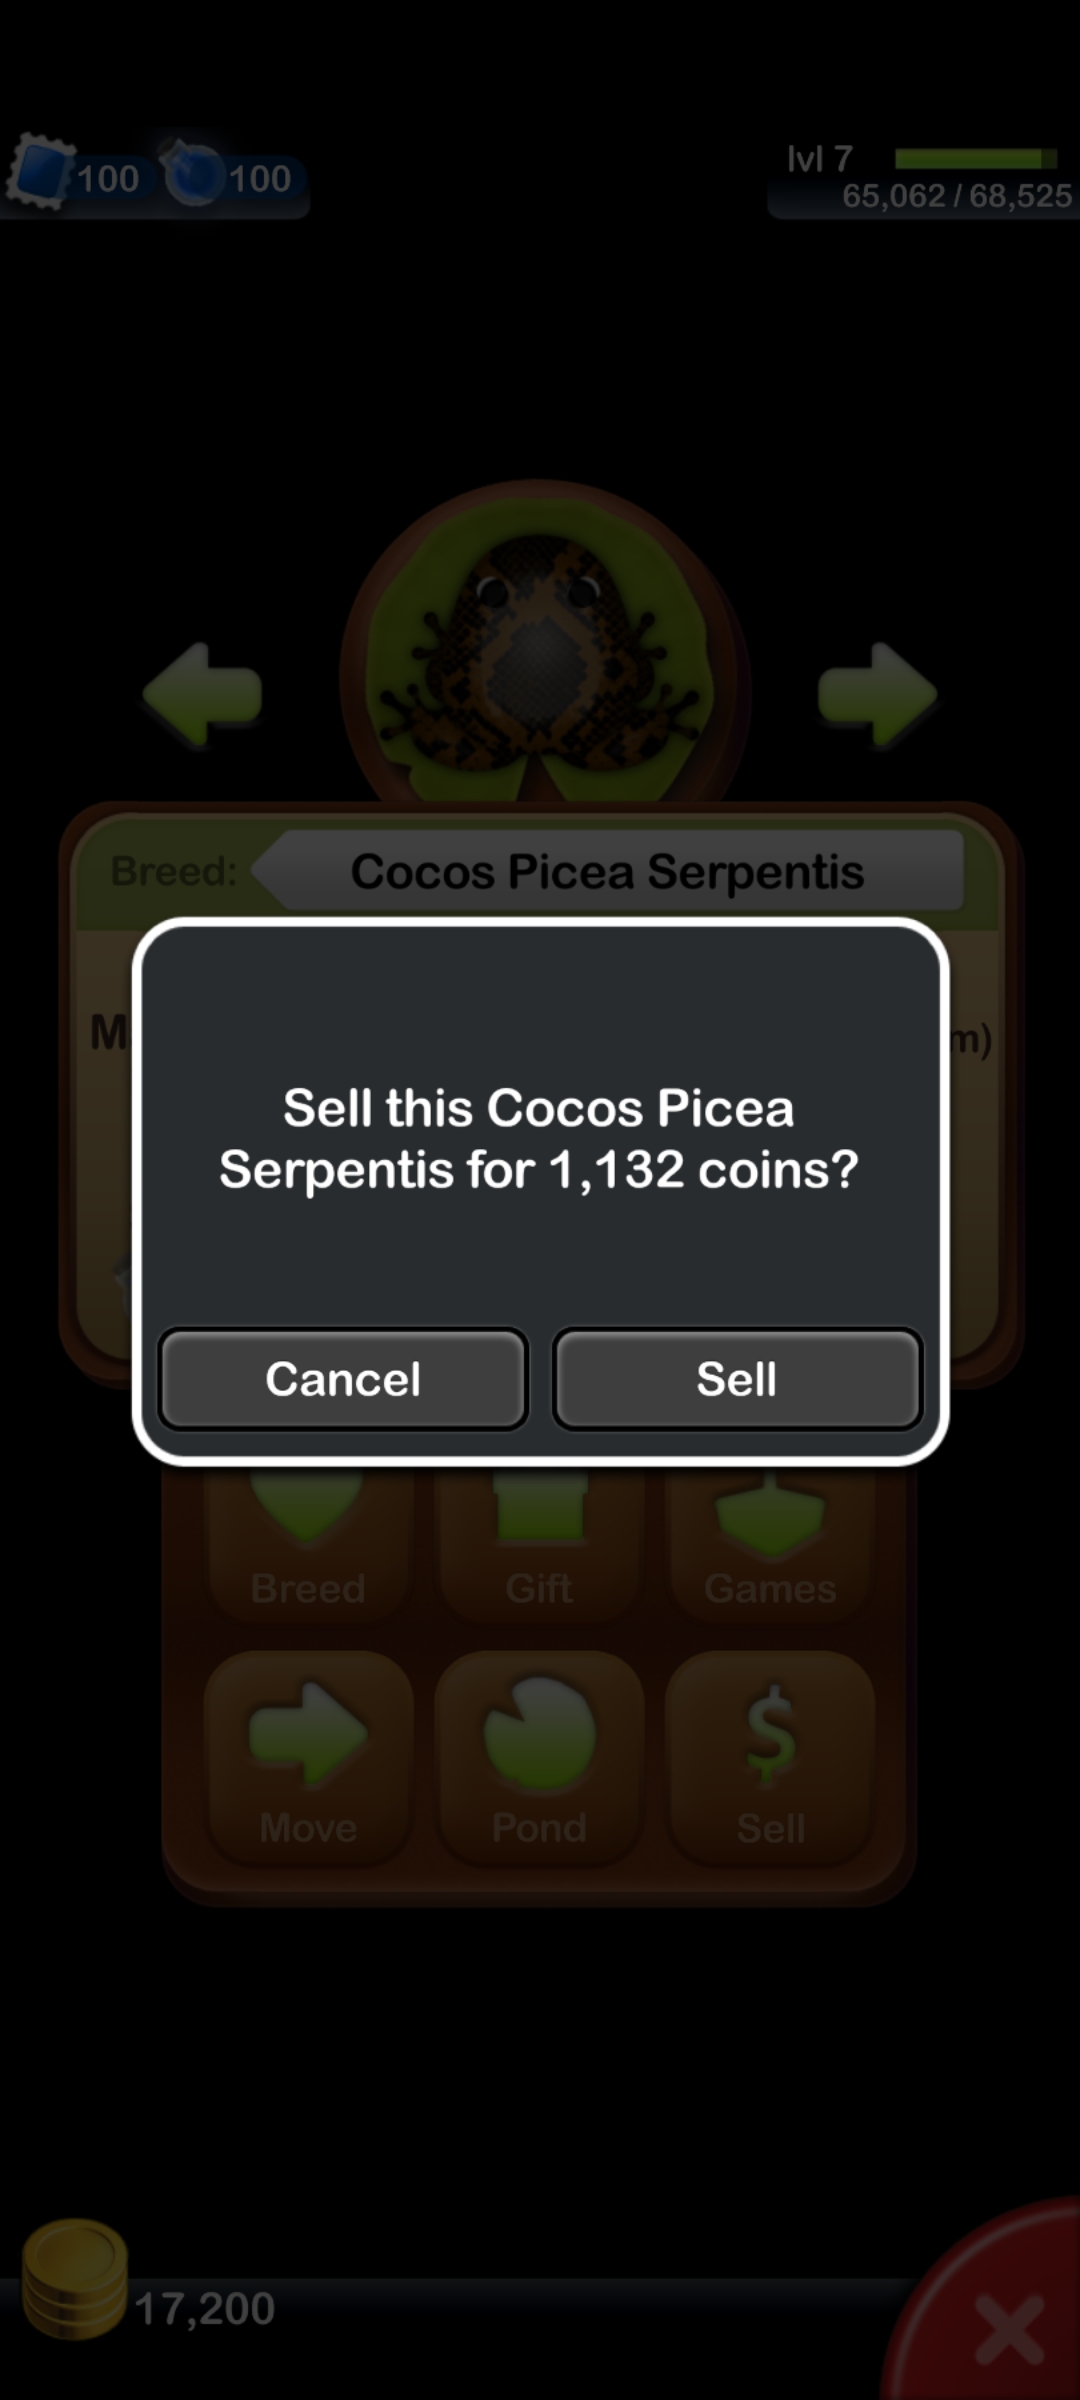 100
100
lvl 7
65,062 / 68,525
Breed:
Cocos Picea Serpentis
Sell this Cocos Picea
Serpentis for 1,132 coins?
Cancel
Sell
Breed
Gift
Games
Move
Pond
Sell
17,200